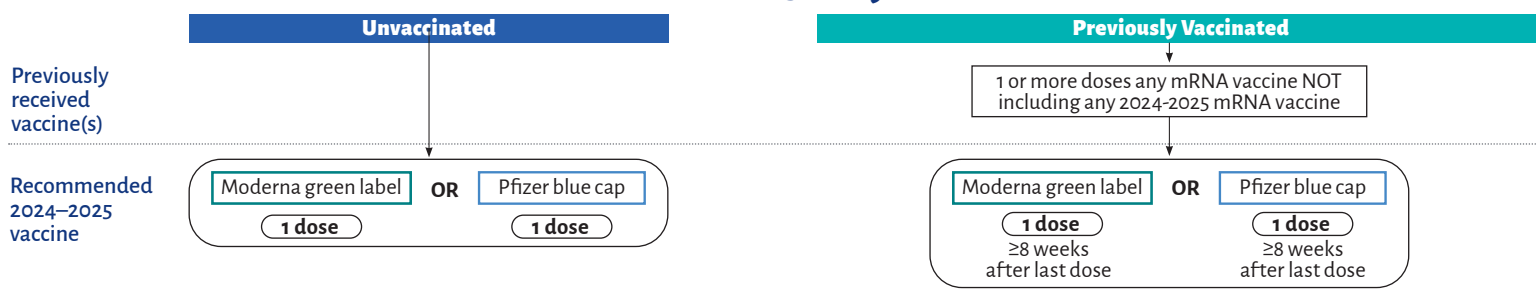 Unvaccinated
Previously Vaccinated
Previously
received
vaccine(s)
1 or more doses any mRNA vaccine NOT
including any 2024-2025 mRNA vaccine
Recommended
2024–2025
vaccine
Moderna green label OR Pfizer blue cap
1 dose 1 dose
Moderna green label OR Pfizer blue cap
1 dose 1 dose
≥8 weeks ≥8 weeks
after last dose after last dose